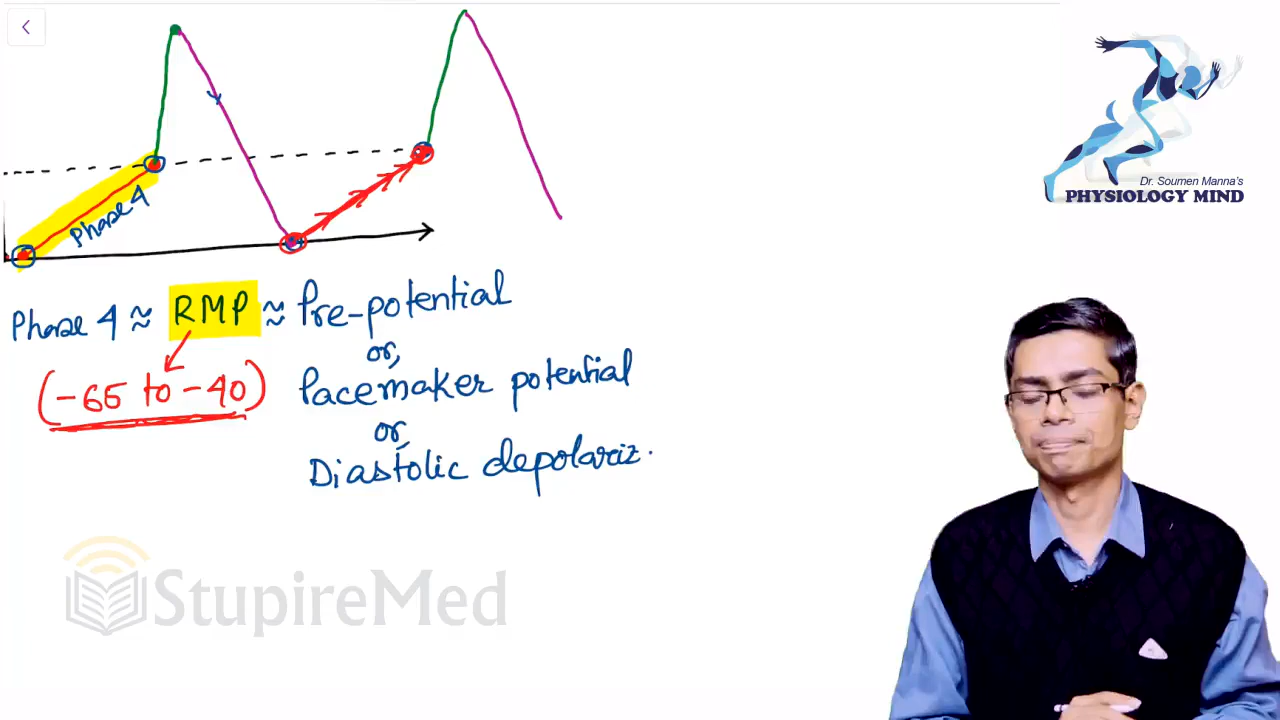 Phase 4
Dr. Soumen Manna's
PHYSIOLOGY MIND
Phase 4 ≈ RMP ≈ Pre-potential
or,
(-65 to -40) Pacemaker potential
or,
Diastolic depolariz.
StupireMed